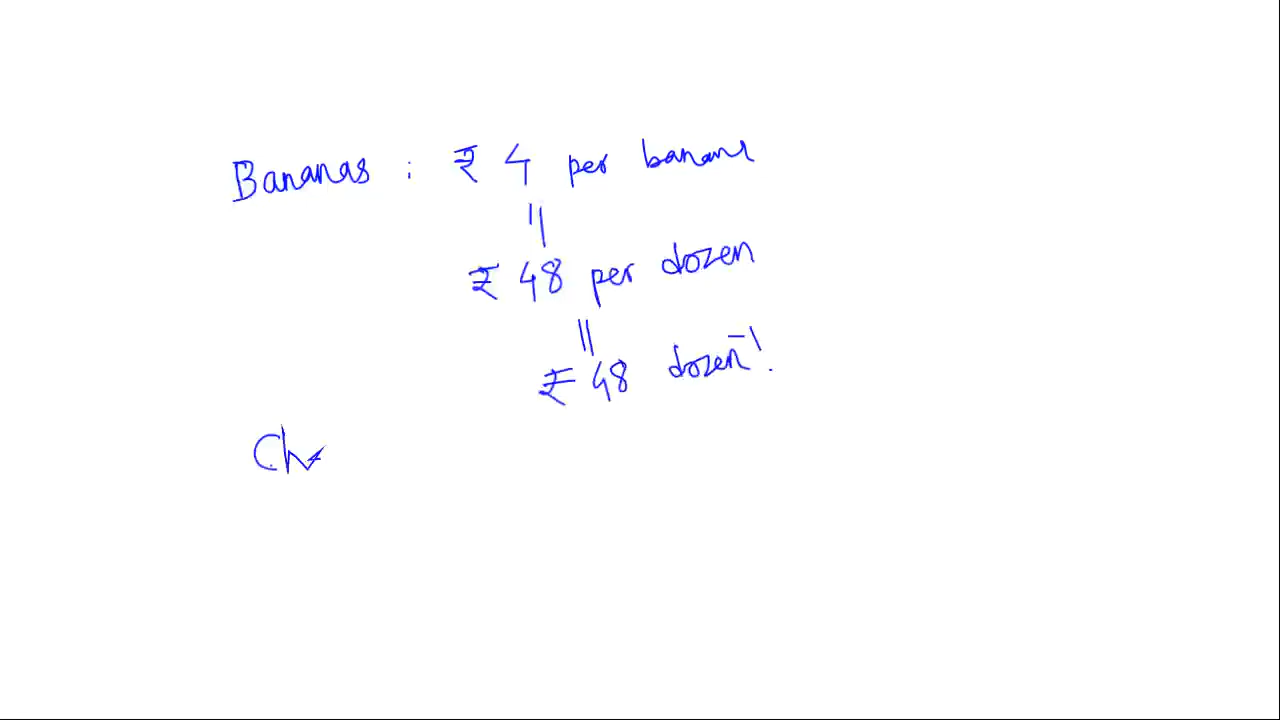 Bananas : ₹ 4 per banana
||
₹ 48 per dozen
||
₹ 48 dozen⁻¹.